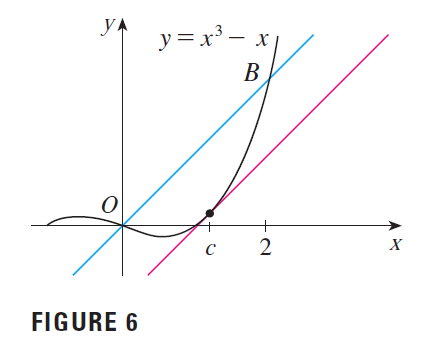 y
y = x³ – x
B
O
c
2
x
FIGURE 6